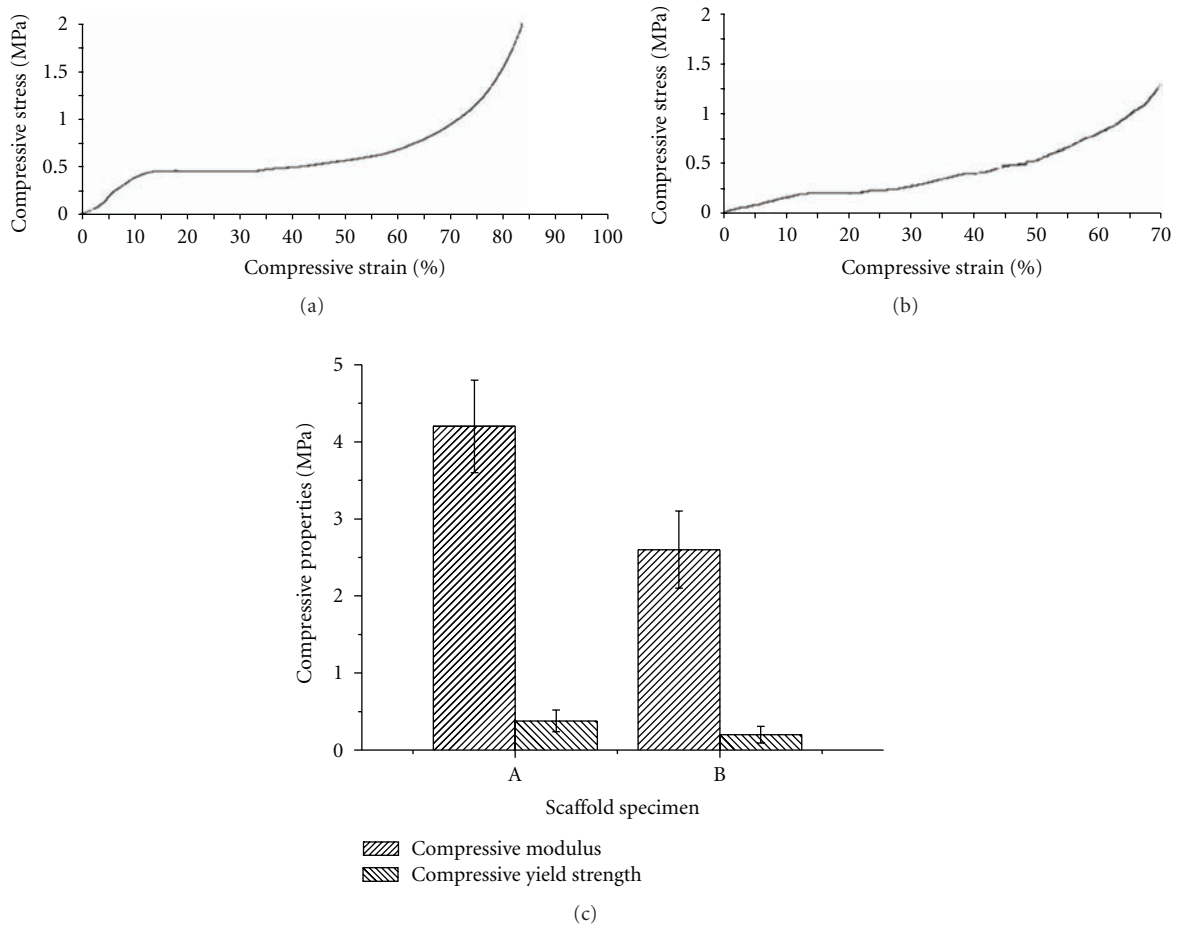 2
1.5
1
0.5
0
Compressive stress (MPa)
0 10 20 30 40 50 60 70 80 90 100
Compressive strain (%)
(a)
2
1.5
1
0.5
0
Compressive stress (MPa)
0 10 20 30 40 50 60 70
Compressive strain (%)
(b)
5
4
3
2
1
0
Compressive properties (MPa)
A B
Scaffold specimen
Compressive modulus
Compressive yield strength
(c)